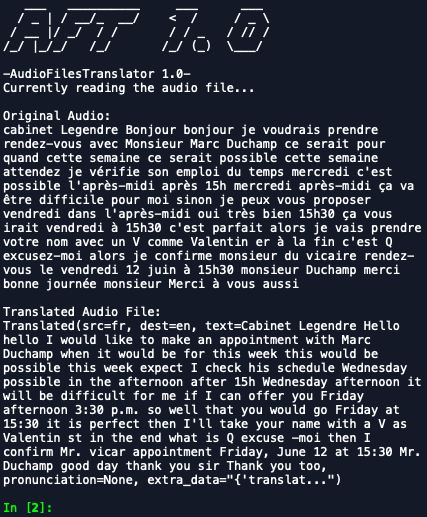 AFT 1.0
-AudioFilesTranslator 1.0-
Currently reading the audio file...
Original Audio:
cabinet Legendre Bonjour bonjour je voudrais prendre
rendez-vous avec Monsieur Marc Duchamp ce serait pour
quand cette semaine ce serait possible cette semaine
attendez je vérifie son emploi du temps mercredi c'est
possible l'après-midi après 15h mercredi après-midi ça va
être difficile pour moi sinon je peux vous proposer
vendredi dans l'après-midi oui très bien 15h30 ça vous
irait vendredi à 15h30 c'est parfait alors je vais prendre
votre nom avec un V comme Valentin er à la fin c'est Q
excusez-moi alors je confirme monsieur du vicaire rendez-
vous le vendredi 12 juin à 15h30 monsieur Duchamp merci
bonne journée monsieur Merci à vous aussi
Translated Audio File:
Translated(src=fr, dest=en, text=Cabinet Legendre Hello
hello I would like to make an appointment with Marc
Duchamp when it would be for this week this would be
possible this week expect I check his schedule Wednesday
possible in the afternoon after 15h Wednesday afternoon it
will be difficult for me if I can offer you Friday
afternoon 3:30 p.m. so well that you would go Friday at
15:30 it is perfect then I'll take your name with a V as
Valentin st in the end what is Q excuse -moi then I
confirm Mr. vicar appointment Friday, June 12 at 15:30 Mr.
Duchamp good day thank you sir Thank you too,
pronunciation=None, extra_data="{'translat...")
In [2]: